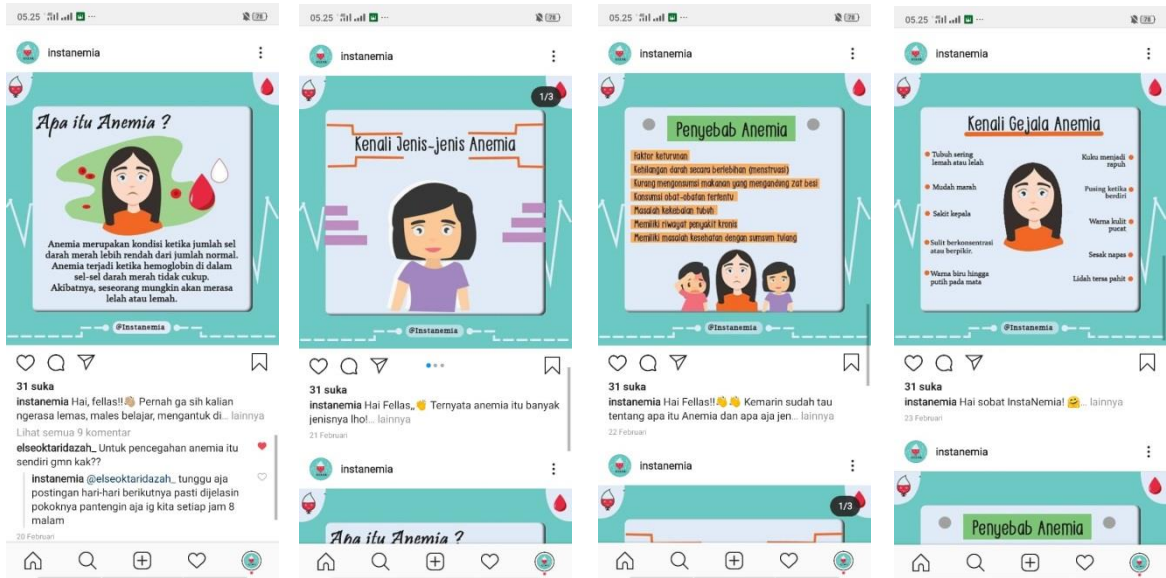 05.25
28
instanemia
Apa itu Anemia ?
Anemia merupakan kondisi ketika jumlah sel
darah merah lebih rendah dari jumlah normal.
Anemia terjadi ketika hemoglobin di dalam
sel-sel darah merah tidak cukup.
Akibatnya, seseorang mungkin akan merasa
lelah atau lemah.
@Instanemia
31 suka
instanemia Hai, fellas!! Pernah ga sih kalian
ngerasa lemas, males belajar, mengantuk di... lainnya
Lihat semua 9 komentar
elseoktaridazah_ Untuk pencegahan anemia itu
sendiri gmn kak??
instanemia @elseoktaridazah_ tunggu aja
postingan hari-hari berikutnya pasti dijelasin
pokoknya pantengin aja ig kita setiap jam 8
malam
20 Februari
05.25
28
instanemia
1/3
Kenali Jenis-jenis Anemia
@Instanemia
31 suka
instanemia Hai Fellas,, Ternyata anemia itu banyak
jenisnya lho!... lainnya
21 Februari
instanemia
Apa itu Anemia ?
05.25
28
instanemia
Penyebab Anemia
Faktor keturunan
Kehilangan darah secara berlebihan (menstruasi)
Kurang mengonsumsi makanan yang mengandung zat besi
Konsumsi obat-obatan tertentu
Masalah kekebalan tubuh
Memiliki riwayat penyakit kronis
Memiliki masalah kesehatan dengan sumsum tulang
@Instanemia
31 suka
instanemia Hai Fellas!! Kemarin sudah tau
tentang apa itu Anemia dan apa aja jen... lainnya
22 Februari
instanemia
1/3
05.25
28
instanemia
Kenali Gejala Anemia
Tubuh sering
lemah atau lelah
Mudah marah
Sakit kepala
Sulit berkonsentrasi
atau berpikir.
Warna biru hingga
putih pada mata
Kuku menjadi
rapuh
Pusing ketika
berdiri
Warna kulit
pucat
Sesak napas
Lidah tersa pahit
@Instanemia
31 suka
instanemia Hai sobat InstaNemia! ... lainnya
23 Februari
instanemia
Penyebab Anemia